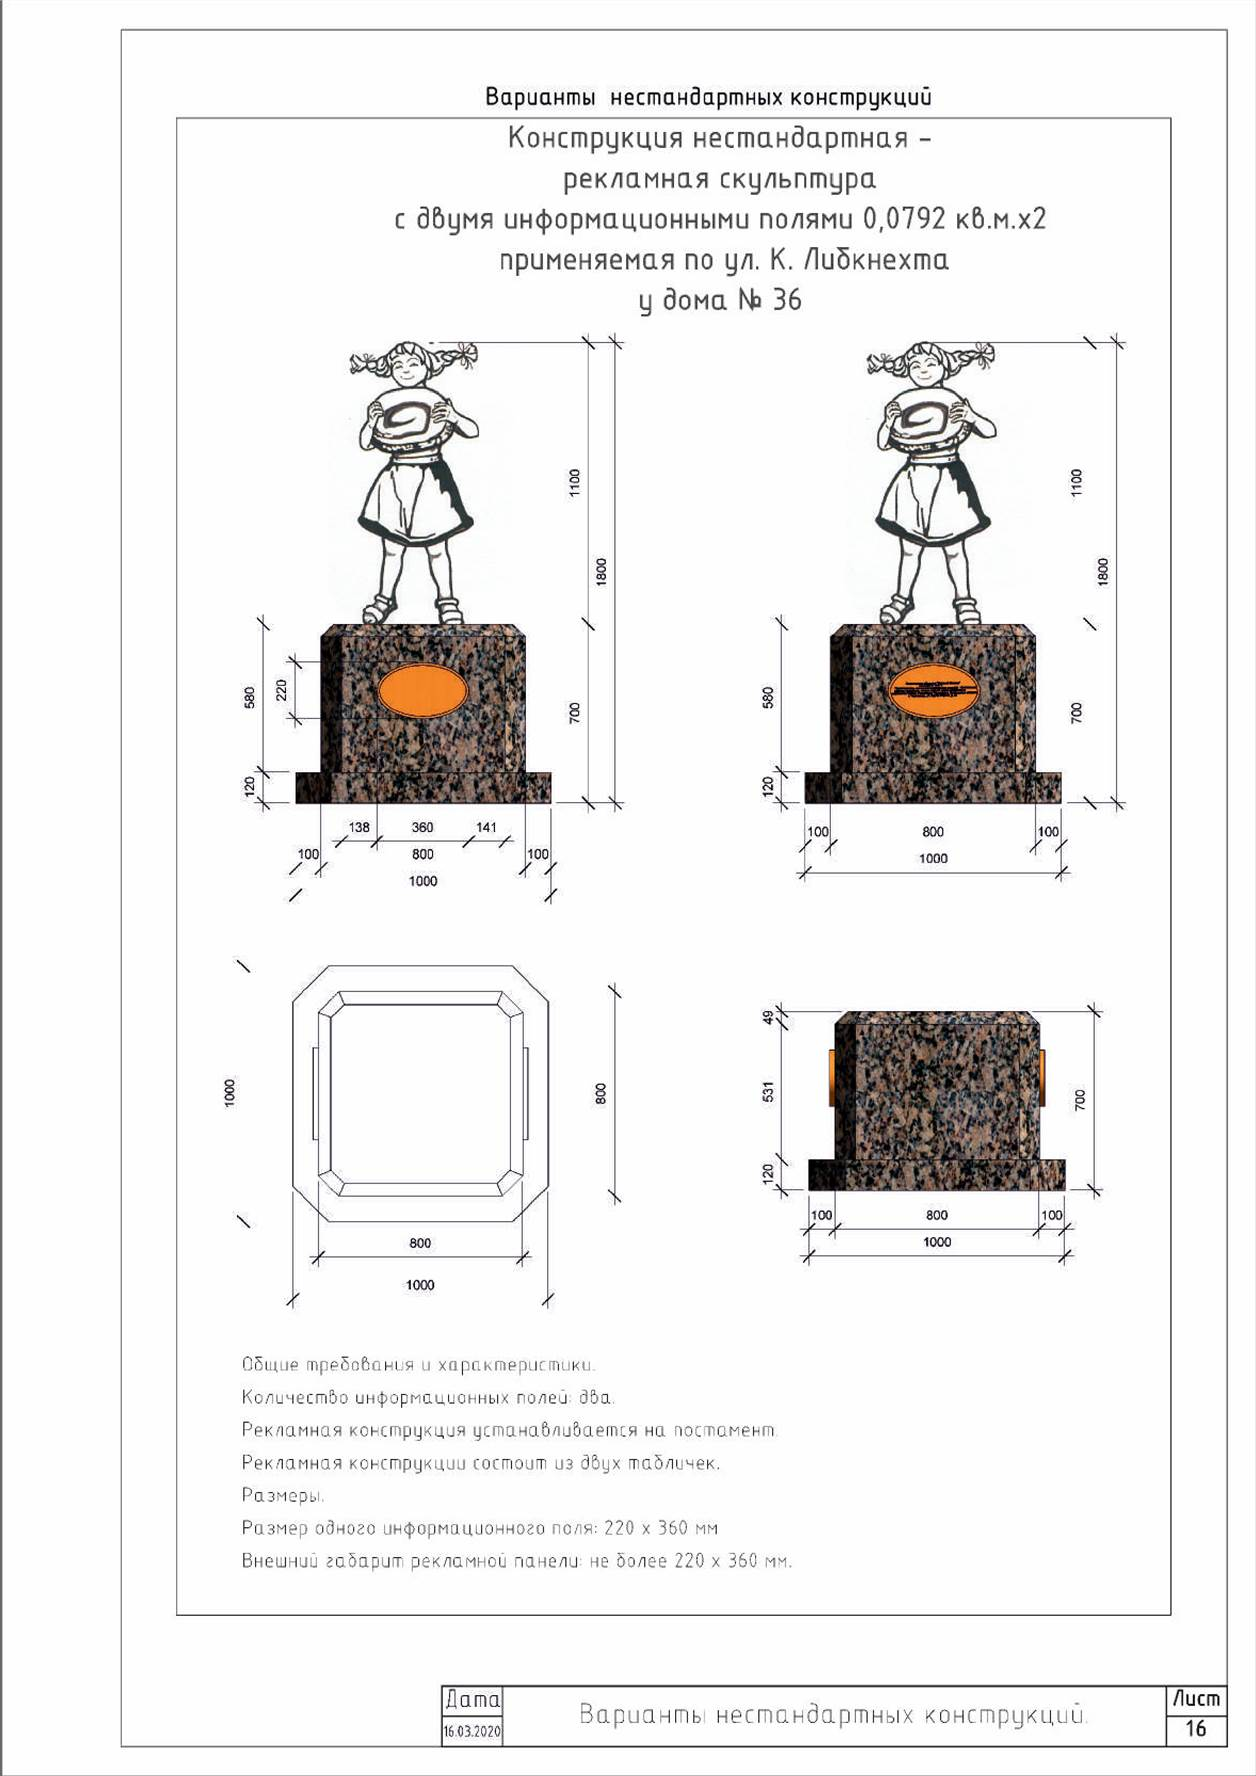 Варианты нестандартных конструкций
Конструкция нестандартная –
рекламная скульптура
с двумя информационными полями 0,0792 кв.м.х2
применяемая по ул. К. Либкнехта
у дома № 36
1100
1800
580
220
700
120
138 360 141
100 800 100
1000
1100
1800
580
700
120
100 800 100
1000
1000
800
800
1000
49
531
700
120
100 800 100
1000
Общие требования и характеристики.
Количество информационных полей: два.
Рекламная конструкция устанавливается на постамент.
Рекламная конструкции состоит из двух табличек.
Размеры.
Размер одного информационного поля: 220 х 360 мм
Внешний габарит рекламной панели: не более 220 х 360 мм.
Дата
16.03.2020
Варианты нестандартных конструкций.
Лист
16